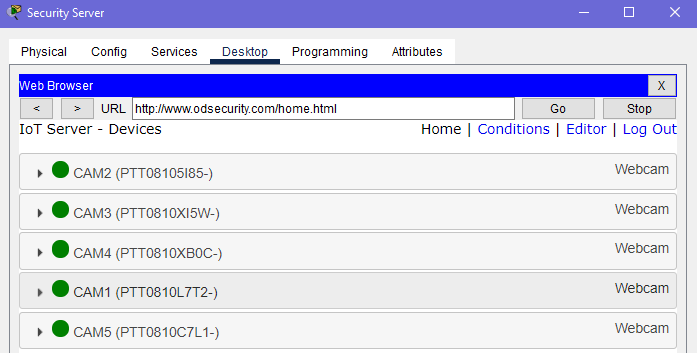 Security Server
Physical Config Services Desktop Programming Attributes
Web Browser X
< > URL http://www.odsecurity.com/home.html Go Stop
IoT Server - Devices Home | Conditions | Editor | Log Out
CAM2 (PTT08105I85-) Webcam
CAM3 (PTT0810XI5W-) Webcam
CAM4 (PTT0810XB0C-) Webcam
CAM1 (PTT0810L7T2-) Webcam
CAM5 (PTT0810C7L1-) Webcam